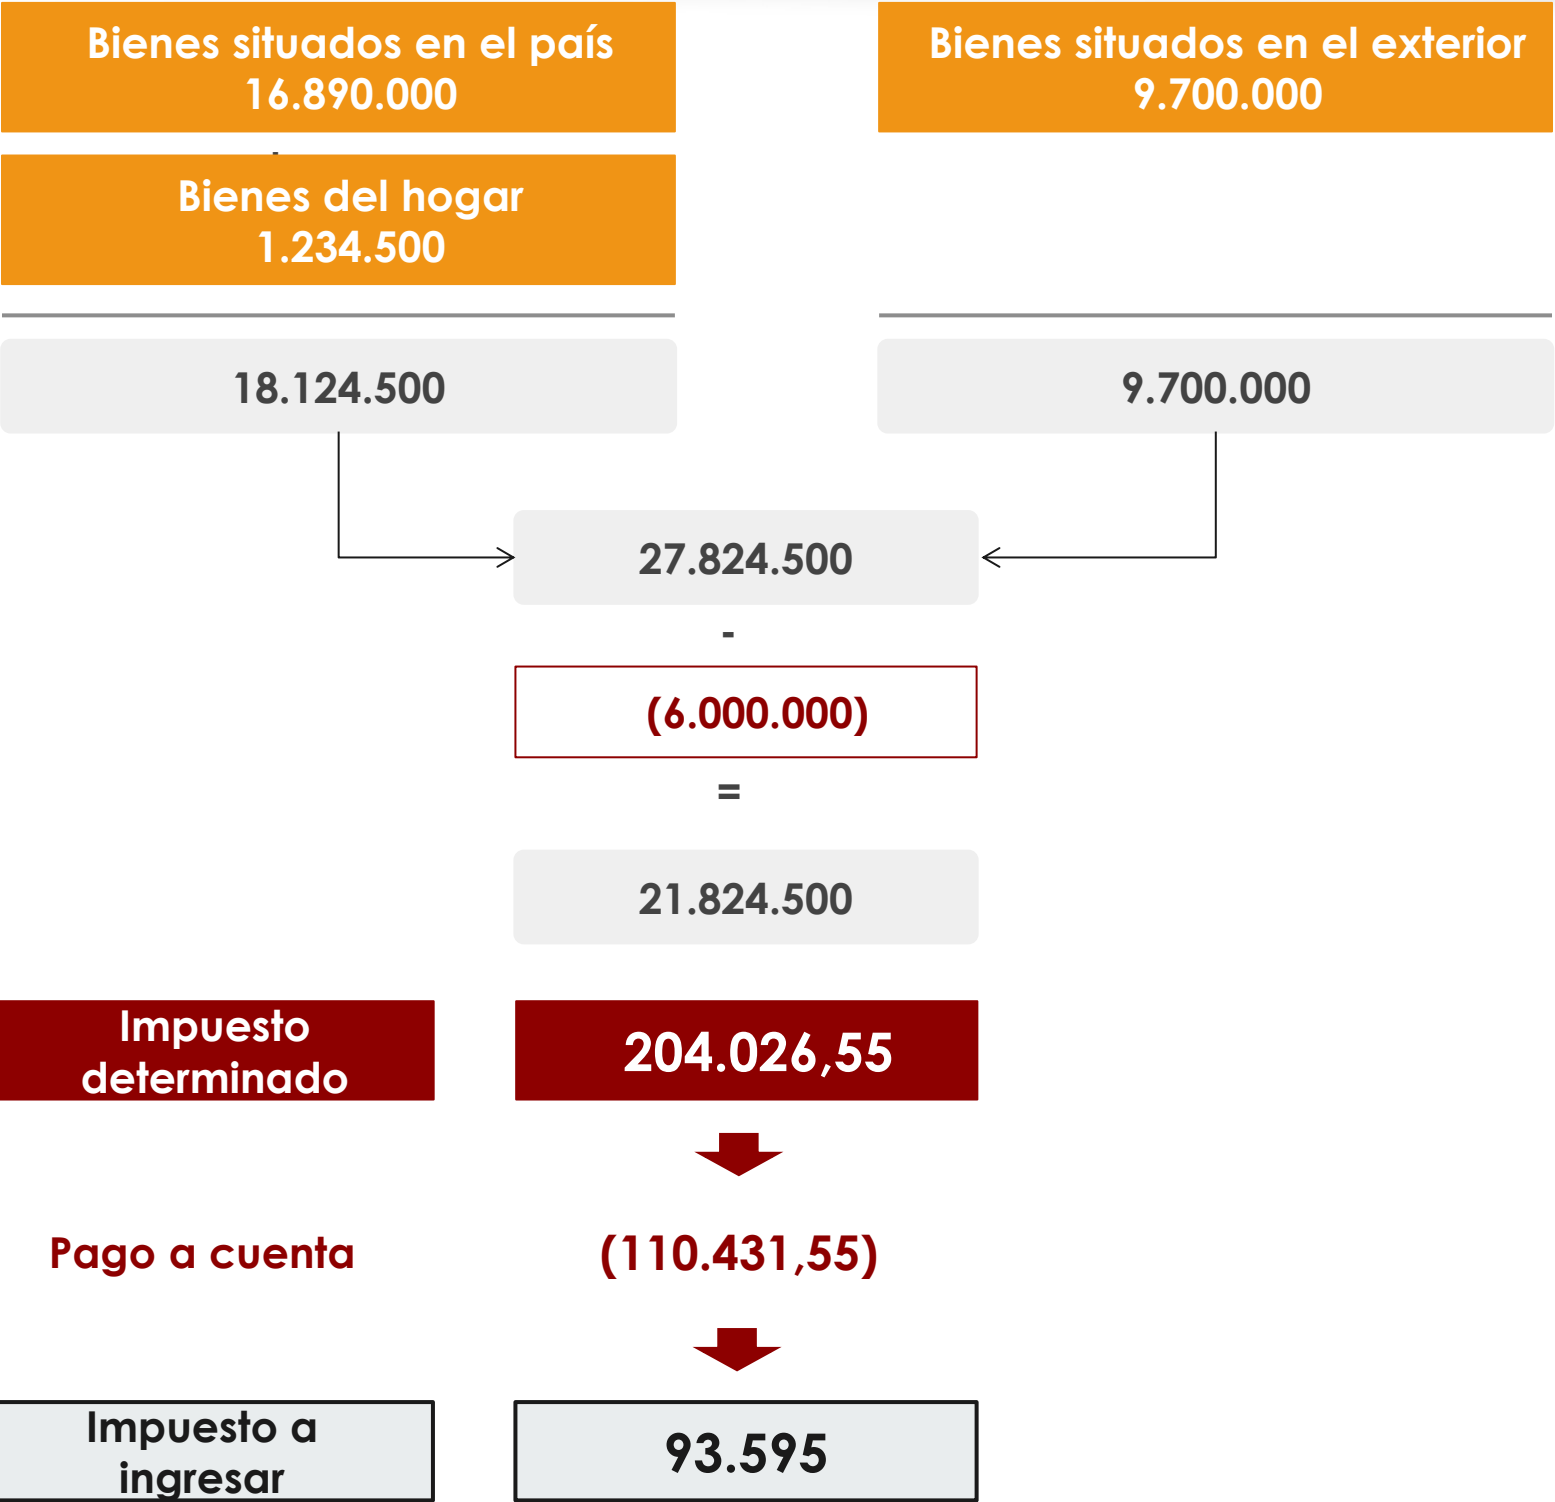 Bienes situados en el país
16.890.000
Bienes situados en el exterior
9.700.000
Bienes del hogar
1.234.500
18.124.500
9.700.000
27.824.500
-
(6.000.000)
=
21.824.500
Impuesto
determinado
204.026,55
Pago a cuenta
(110.431,55)
Impuesto a
ingresar
93.595